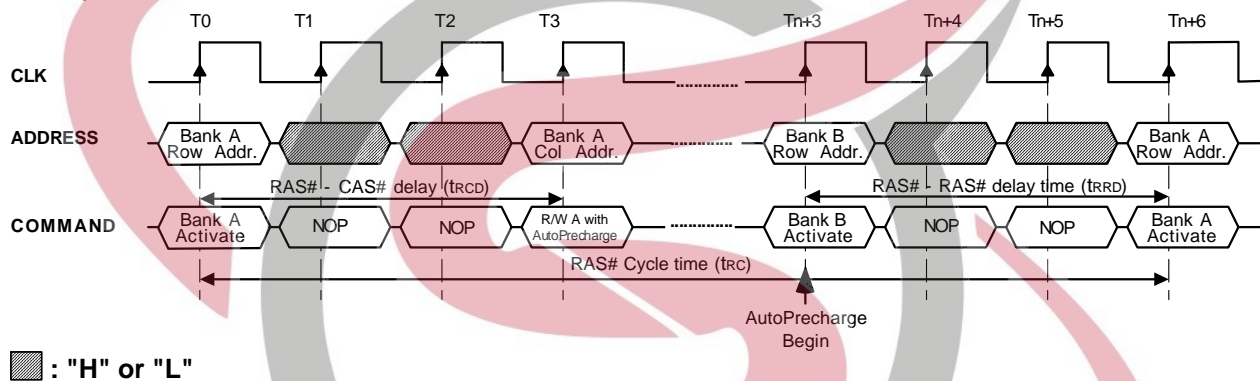 T0 T1 T2 T3 Tn+3 Tn+4 Tn+5 Tn+6
CLK
ADDRESS
Bank A
Row Addr.
Bank A
Col Addr.
Bank B
Row Addr.
Bank A
Row Addr.
RAS# - CAS# delay (tRCD)
RAS# - RAS# delay time (tRRD)
COMMAND
Bank A
Activate
NOP
NOP
R/W A with
AutoPrecharge
Bank B
Activate
NOP
NOP
Bank A
Activate
RAS# Cycle time (tRC)
AutoPrecharge
Begin
: "H" or "L"